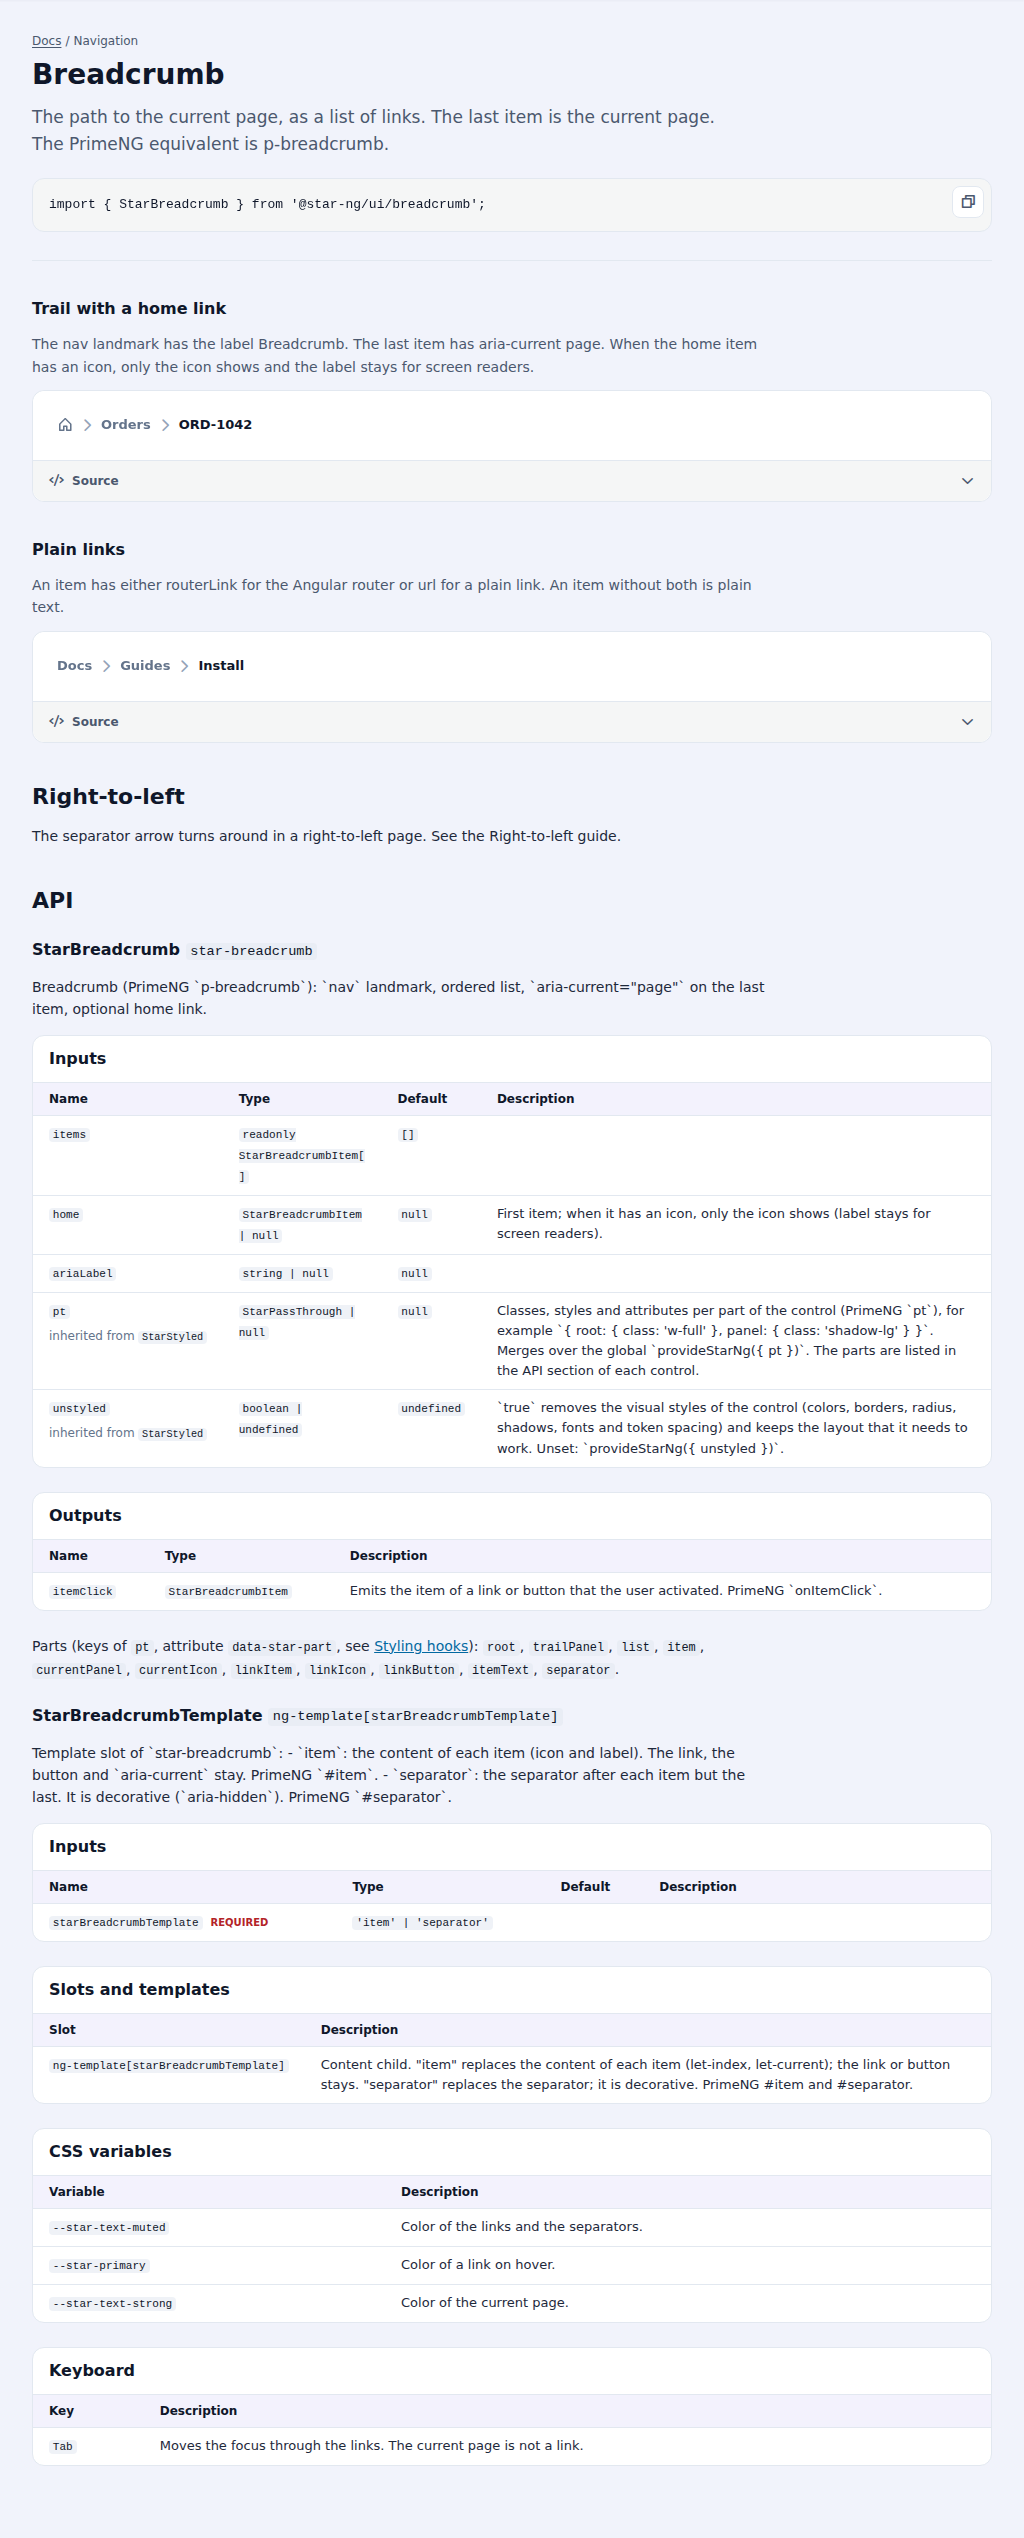 Docs / Navigation
Breadcrumb
The path to the current page, as a list of links. The last item is the current page.
The PrimeNG equivalent is p-breadcrumb.
import { StarBreadcrumb } from '@star-ng/ui/breadcrumb';
Trail with a home link
The nav landmark has the label Breadcrumb. The last item has aria-current page. When the home item
has an icon, only the icon shows and the label stays for screen readers.
Orders ORD-1042
Source
Plain links
An item has either routerLink for the Angular router or url for a plain link. An item without both is plain
text.
Docs Guides Install
Source
Right-to-left
The separator arrow turns around in a right-to-left page. See the Right-to-left guide.
API
StarBreadcrumb star-breadcrumb
Breadcrumb (PrimeNG `p-breadcrumb`): `nav` landmark, ordered list, `aria-current="page"` on the last
item, optional home link.
Inputs
Name Type Default Description
items readonly []
StarBreadcrumbItem[
]
home StarBreadcrumbItem null First item; when it has an icon, only the icon shows (label stays for
| null screen readers).
ariaLabel string | null null
pt StarPassThrough | null Classes, styles and attributes per part of the control (PrimeNG `pt`), for
inherited from StarStyled null example `{ root: { class: 'w-full' }, panel: { class: 'shadow-lg' } }`.
Merges over the global `provideStarNg({ pt })`. The parts are listed in
the API section of each control.
unstyled boolean | undefined `true` removes the visual styles of the control (colors, borders, radius,
inherited from StarStyled undefined shadows, fonts and token spacing) and keeps the layout that it needs to
work. Unset: `provideStarNg({ unstyled })`.
Outputs
Name Type Description
itemClick StarBreadcrumbItem Emits the item of a link or button that the user activated. PrimeNG `onItemClick`.
Parts (keys of pt , attribute data-star-part , see Styling hooks): root , trailPanel , list , item ,
currentPanel , currentIcon , linkItem , linkIcon , linkButton , itemText , separator .
StarBreadcrumbTemplate ng-template[starBreadcrumbTemplate]
Template slot of `star-breadcrumb`: - `item`: the content of each item (icon and label). The link, the
button and `aria-current` stay. PrimeNG `#item`. - `separator`: the separator after each item but the
last. It is decorative (`aria-hidden`). PrimeNG `#separator`.
Inputs
Name Type Default Description
starBreadcrumbTemplate REQUIRED 'item' | 'separator'
Slots and templates
Slot Description
ng-template[starBreadcrumbTemplate] Content child. "item" replaces the content of each item (let-index, let-current); the link or button
stays. "separator" replaces the separator; it is decorative. PrimeNG #item and #separator.
CSS variables
Variable Description
--star-text-muted Color of the links and the separators.
--star-primary Color of a link on hover.
--star-text-strong Color of the current page.
Keyboard
Key Description
Tab Moves the focus through the links. The current page is not a link.